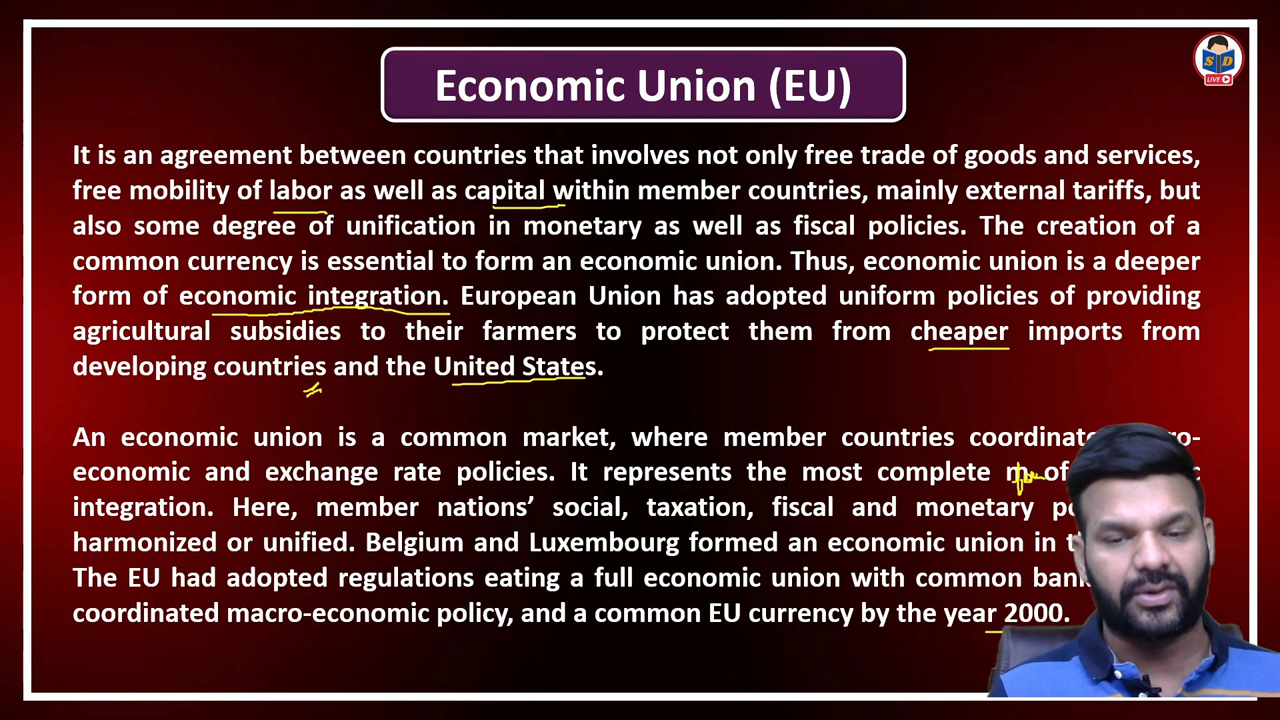 Economic Union (EU)
S D
LIVE
It is an agreement between countries that involves not only free trade of goods and services,
free mobility of labor as well as capital within member countries, mainly external tariffs, but
also some degree of unification in monetary as well as fiscal policies. The creation of a
common currency is essential to form an economic union. Thus, economic union is a deeper
form of economic integration. European Union has adopted uniform policies of providing
agricultural subsidies to their farmers to protect them from cheaper imports from
developing countries and the United States.
An economic union is a common market, where member countries
economic and exchange rate policies. It represents the most complete of
integration. Here, member nations’ social, taxation, fiscal and monetary
harmonized or unified. Belgium and Luxembourg formed an economic union in
The EU had adopted regulations eating a full economic union with common
coordinated macro-economic policy, and a common EU currency by the year 2000.